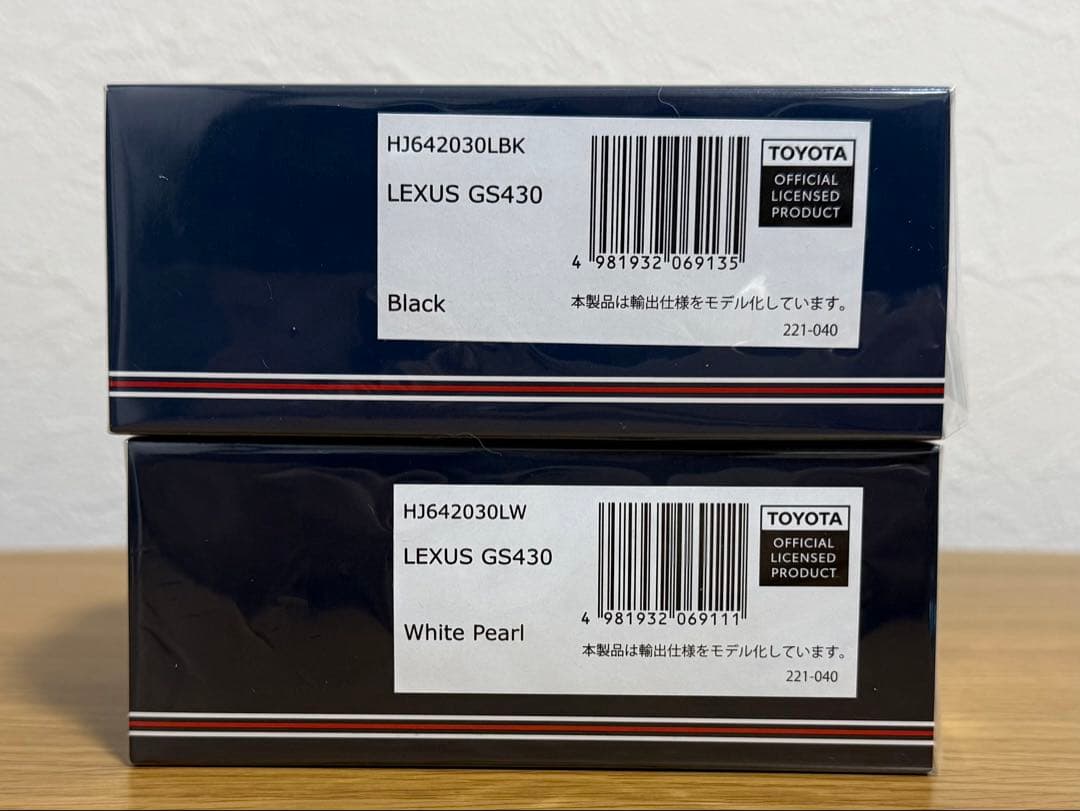 HJ642030LBK
LEXUS GS430
Black
4 981932 069135
TOYOTA
OFFICIAL
LICENSED
PRODUCT
本製品は輸出仕様をモデル化しています。
221-040
HJ642030LW
LEXUS GS430
White Pearl
4 981932 069111
TOYOTA
OFFICIAL
LICENSED
PRODUCT
本製品は輸出仕様をモデル化しています。
221-040